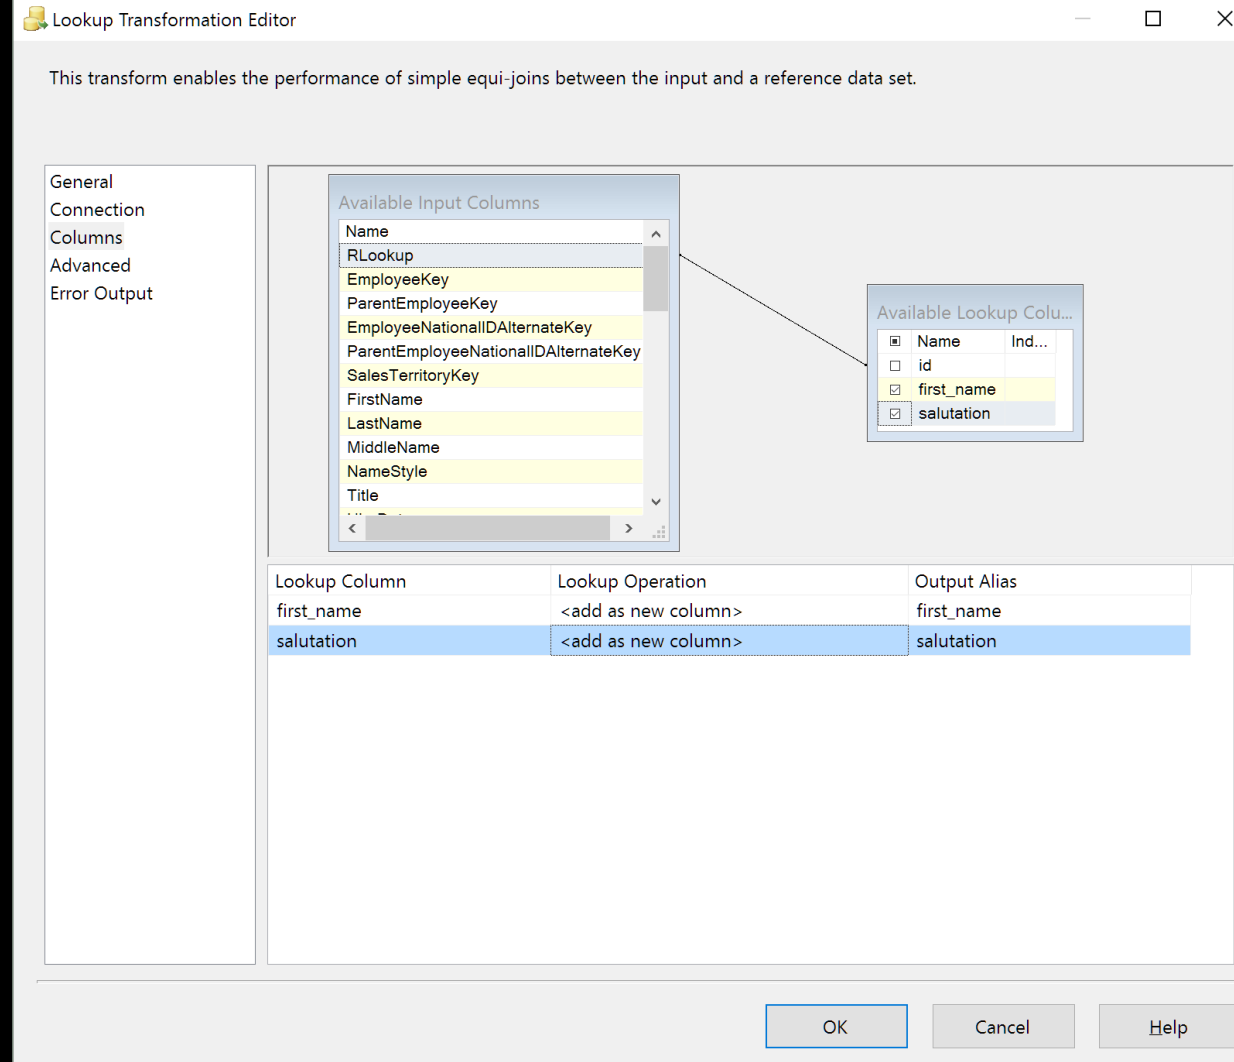 Lookup Transformation Editor
This transform enables the performance of simple equi-joins between the input and a reference data set.
General
Connection
Columns
Advanced
Error Output
Available Input Columns
Name
RLookup
EmployeeKey
ParentEmployeeKey
EmployeeNationalIDAlternateKey
ParentEmployeeNationalIDAlternateKey
SalesTerritoryKey
FirstName
LastName
MiddleName
NameStyle
Title
Available Lookup Colu...
Name Ind...
id
first_name
salutation
Lookup Column Lookup Operation Output Alias
first_name <add as new column> first_name
salutation <add as new column> salutation
OK Cancel Help